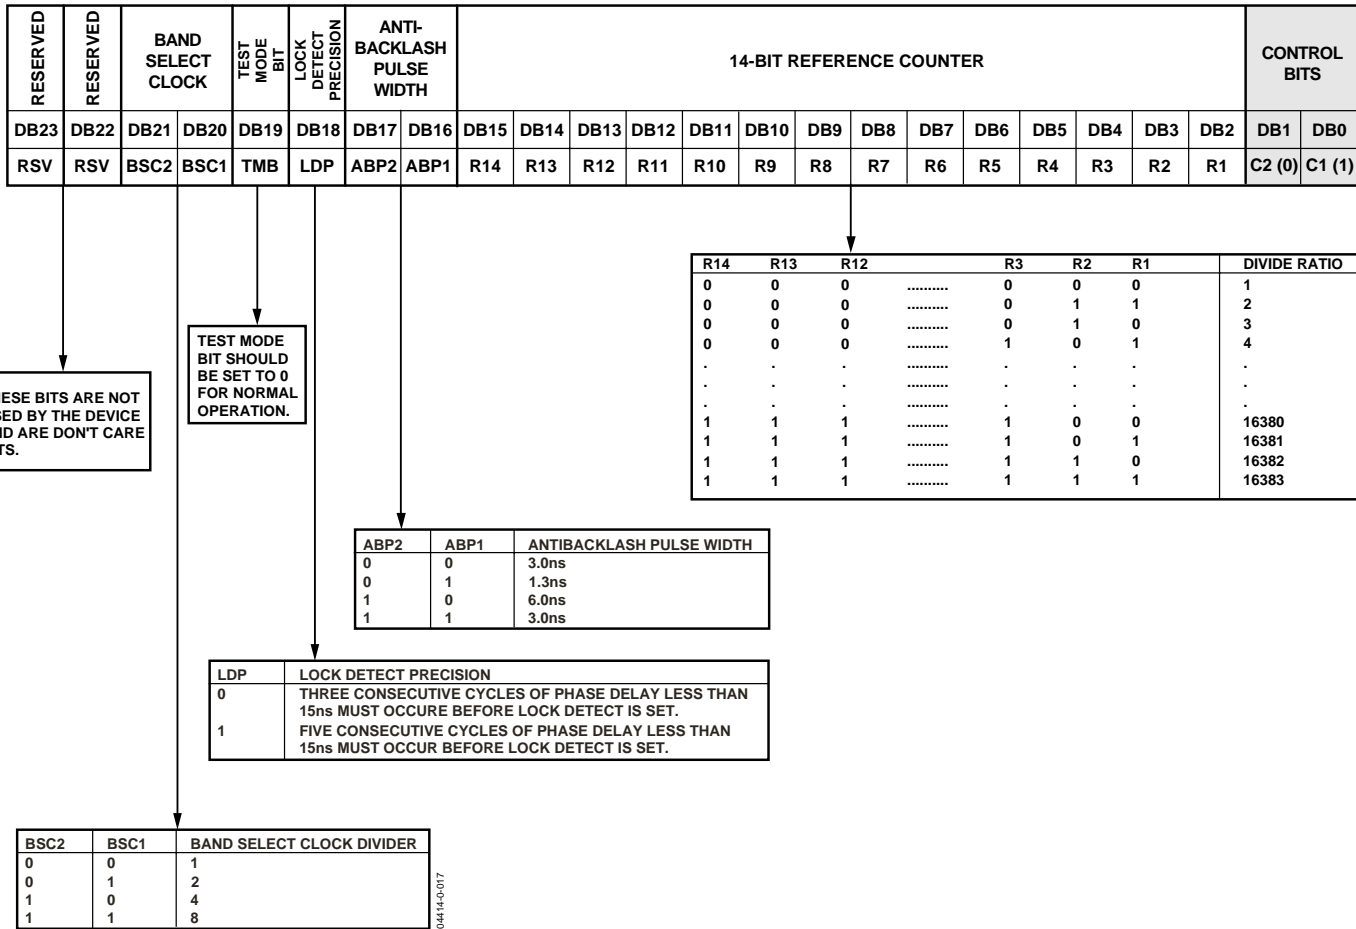 RESERVED RESERVED BAND SELECT CLOCK TEST MODE BIT LOCK DETECT PRECISION ANTI-BACKLASH PULSE WIDTH 14-BIT REFERENCE COUNTER CONTROL BITS
DB23 DB22 DB21 DB20 DB19 DB18 DB17 DB16 DB15 DB14 DB13 DB12 DB11 DB10 DB9 DB8 DB7 DB6 DB5 DB4 DB3 DB2 DB1 DB0
RSV RSV BSC2 BSC1 TMB LDP ABP2 ABP1 R14 R13 R12 R11 R10 R9 R8 R7 R6 R5 R4 R3 R2 R1 C2 (0) C1 (1)
R14 R13 R12 R3 R2 R1 DIVIDE RATIO
0 0 0 .......... 0 0 0 1
0 0 0 .......... 0 1 1 2
0 0 0 .......... 0 1 0 3
0 0 0 .......... 1 0 1 4
. . . .......... . . . .
. . . .......... . . . .
. . . .......... . . . .
1 1 1 .......... 1 0 0 16380
1 1 1 .......... 1 0 1 16381
1 1 1 .......... 1 1 0 16382
1 1 1 .......... 1 1 1 16383
TEST MODE
BIT SHOULD
BE SET TO 0
FOR NORMAL
OPERATION.
BITS ARE NOT
BY THE DEVICE
ARE DON'T CARE
ABP2 ABP1 ANTIBACKLASH PULSE WIDTH
0 0 3.0ns
0 1 1.3ns
1 0 6.0ns
1 1 3.0ns
LDP LOCK DETECT PRECISION
0 THREE CONSECUTIVE CYCLES OF PHASE DELAY LESS THAN
15ns MUST OCCURE BEFORE LOCK DETECT IS SET.
1 FIVE CONSECUTIVE CYCLES OF PHASE DELAY LESS THAN
15ns MUST OCCUR BEFORE LOCK DETECT IS SET.
BSC2 BSC1 BAND SELECT CLOCK DIVIDER
0 0 1
0 1 2
1 0 4
1 1 8
04414-0-017